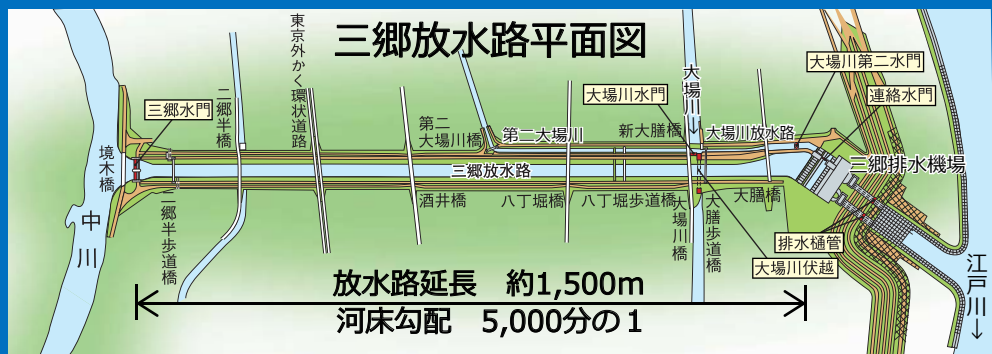 三郷放水路平面図
東京外かく環状道路
二郷半橋
三郷水門
境木橋
中川
二郷半歩道橋
第二
大場川橋
第二大場川
三郷放水路
酒井橋
八丁堀橋
八丁堀歩道橋
新大膳橋
大場川水門
大場川↓
大場川放水路
大場川第二水門
連絡水門
三郷排水機場
大場川橋
大膳歩道橋
大膳橋
排水樋管
大場川伏越
江戸川↓
放水路延長 約1,500m
河床勾配 5,000分の1